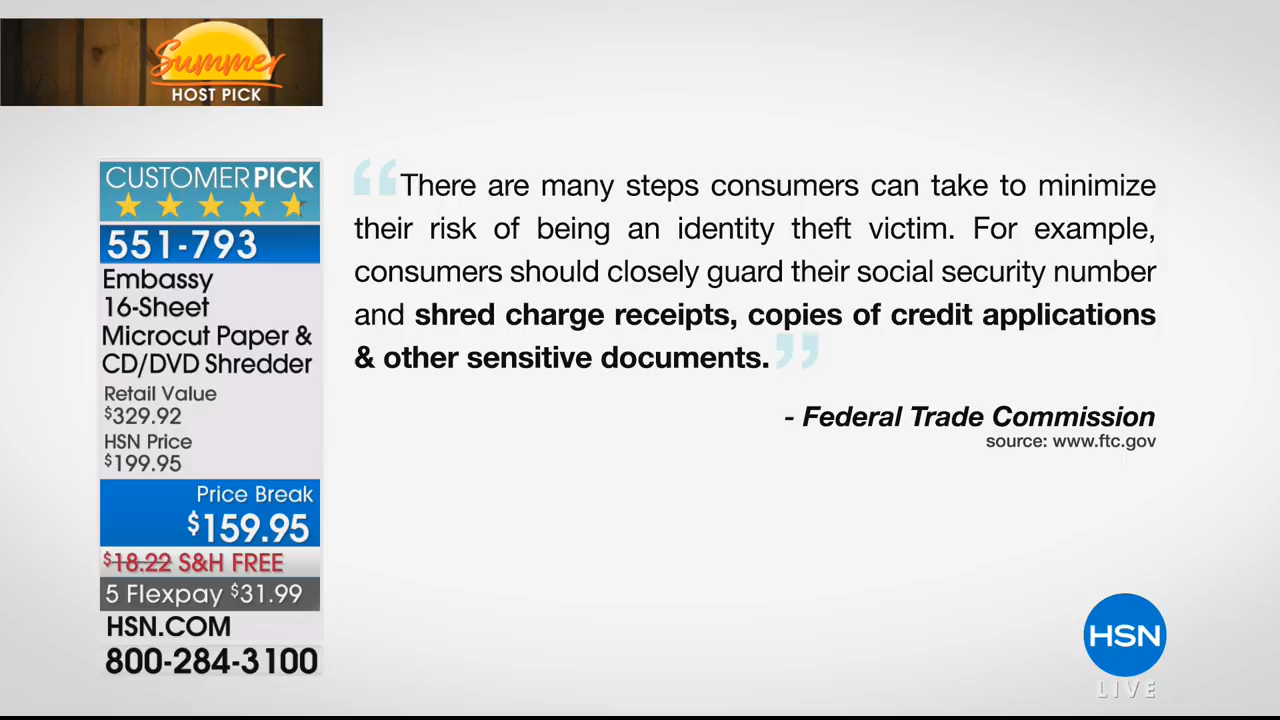 Summer
HOST PICK
CUSTOMER PICK
551-793
Embassy
16-Sheet
Microcut Paper &
CD/DVD Shredder
Retail Value
$329.92
HSN Price
$199.95
Price Break
$159.95
$18.22 S&H FREE
5 Flexpay $31.99
HSN.COM
800-284-3100
“There are many steps consumers can take to minimize
their risk of being an identity theft victim. For example,
consumers should closely guard their social security number
and shred charge receipts, copies of credit applications
& other sensitive documents.”
- Federal Trade Commission
source: www.ftc.gov
HSN
LIVE